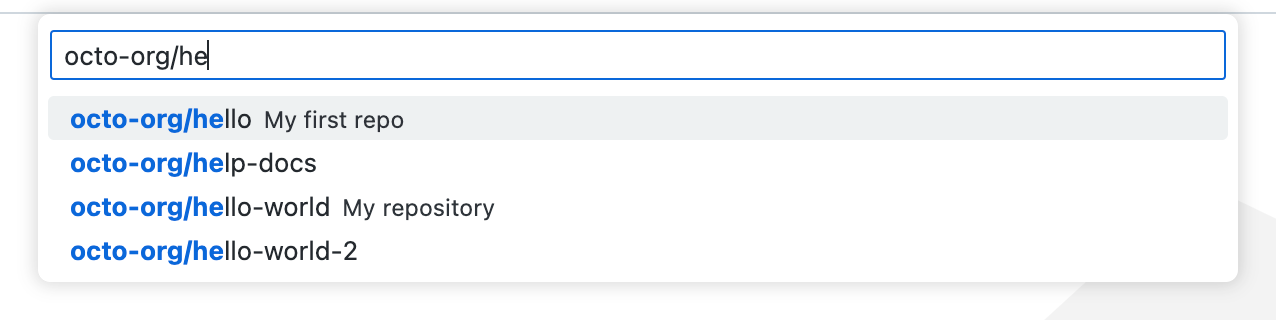 octo-org/he
octo-org/hello My first repo
octo-org/help-docs
octo-org/hello-world My repository
octo-org/hello-world-2